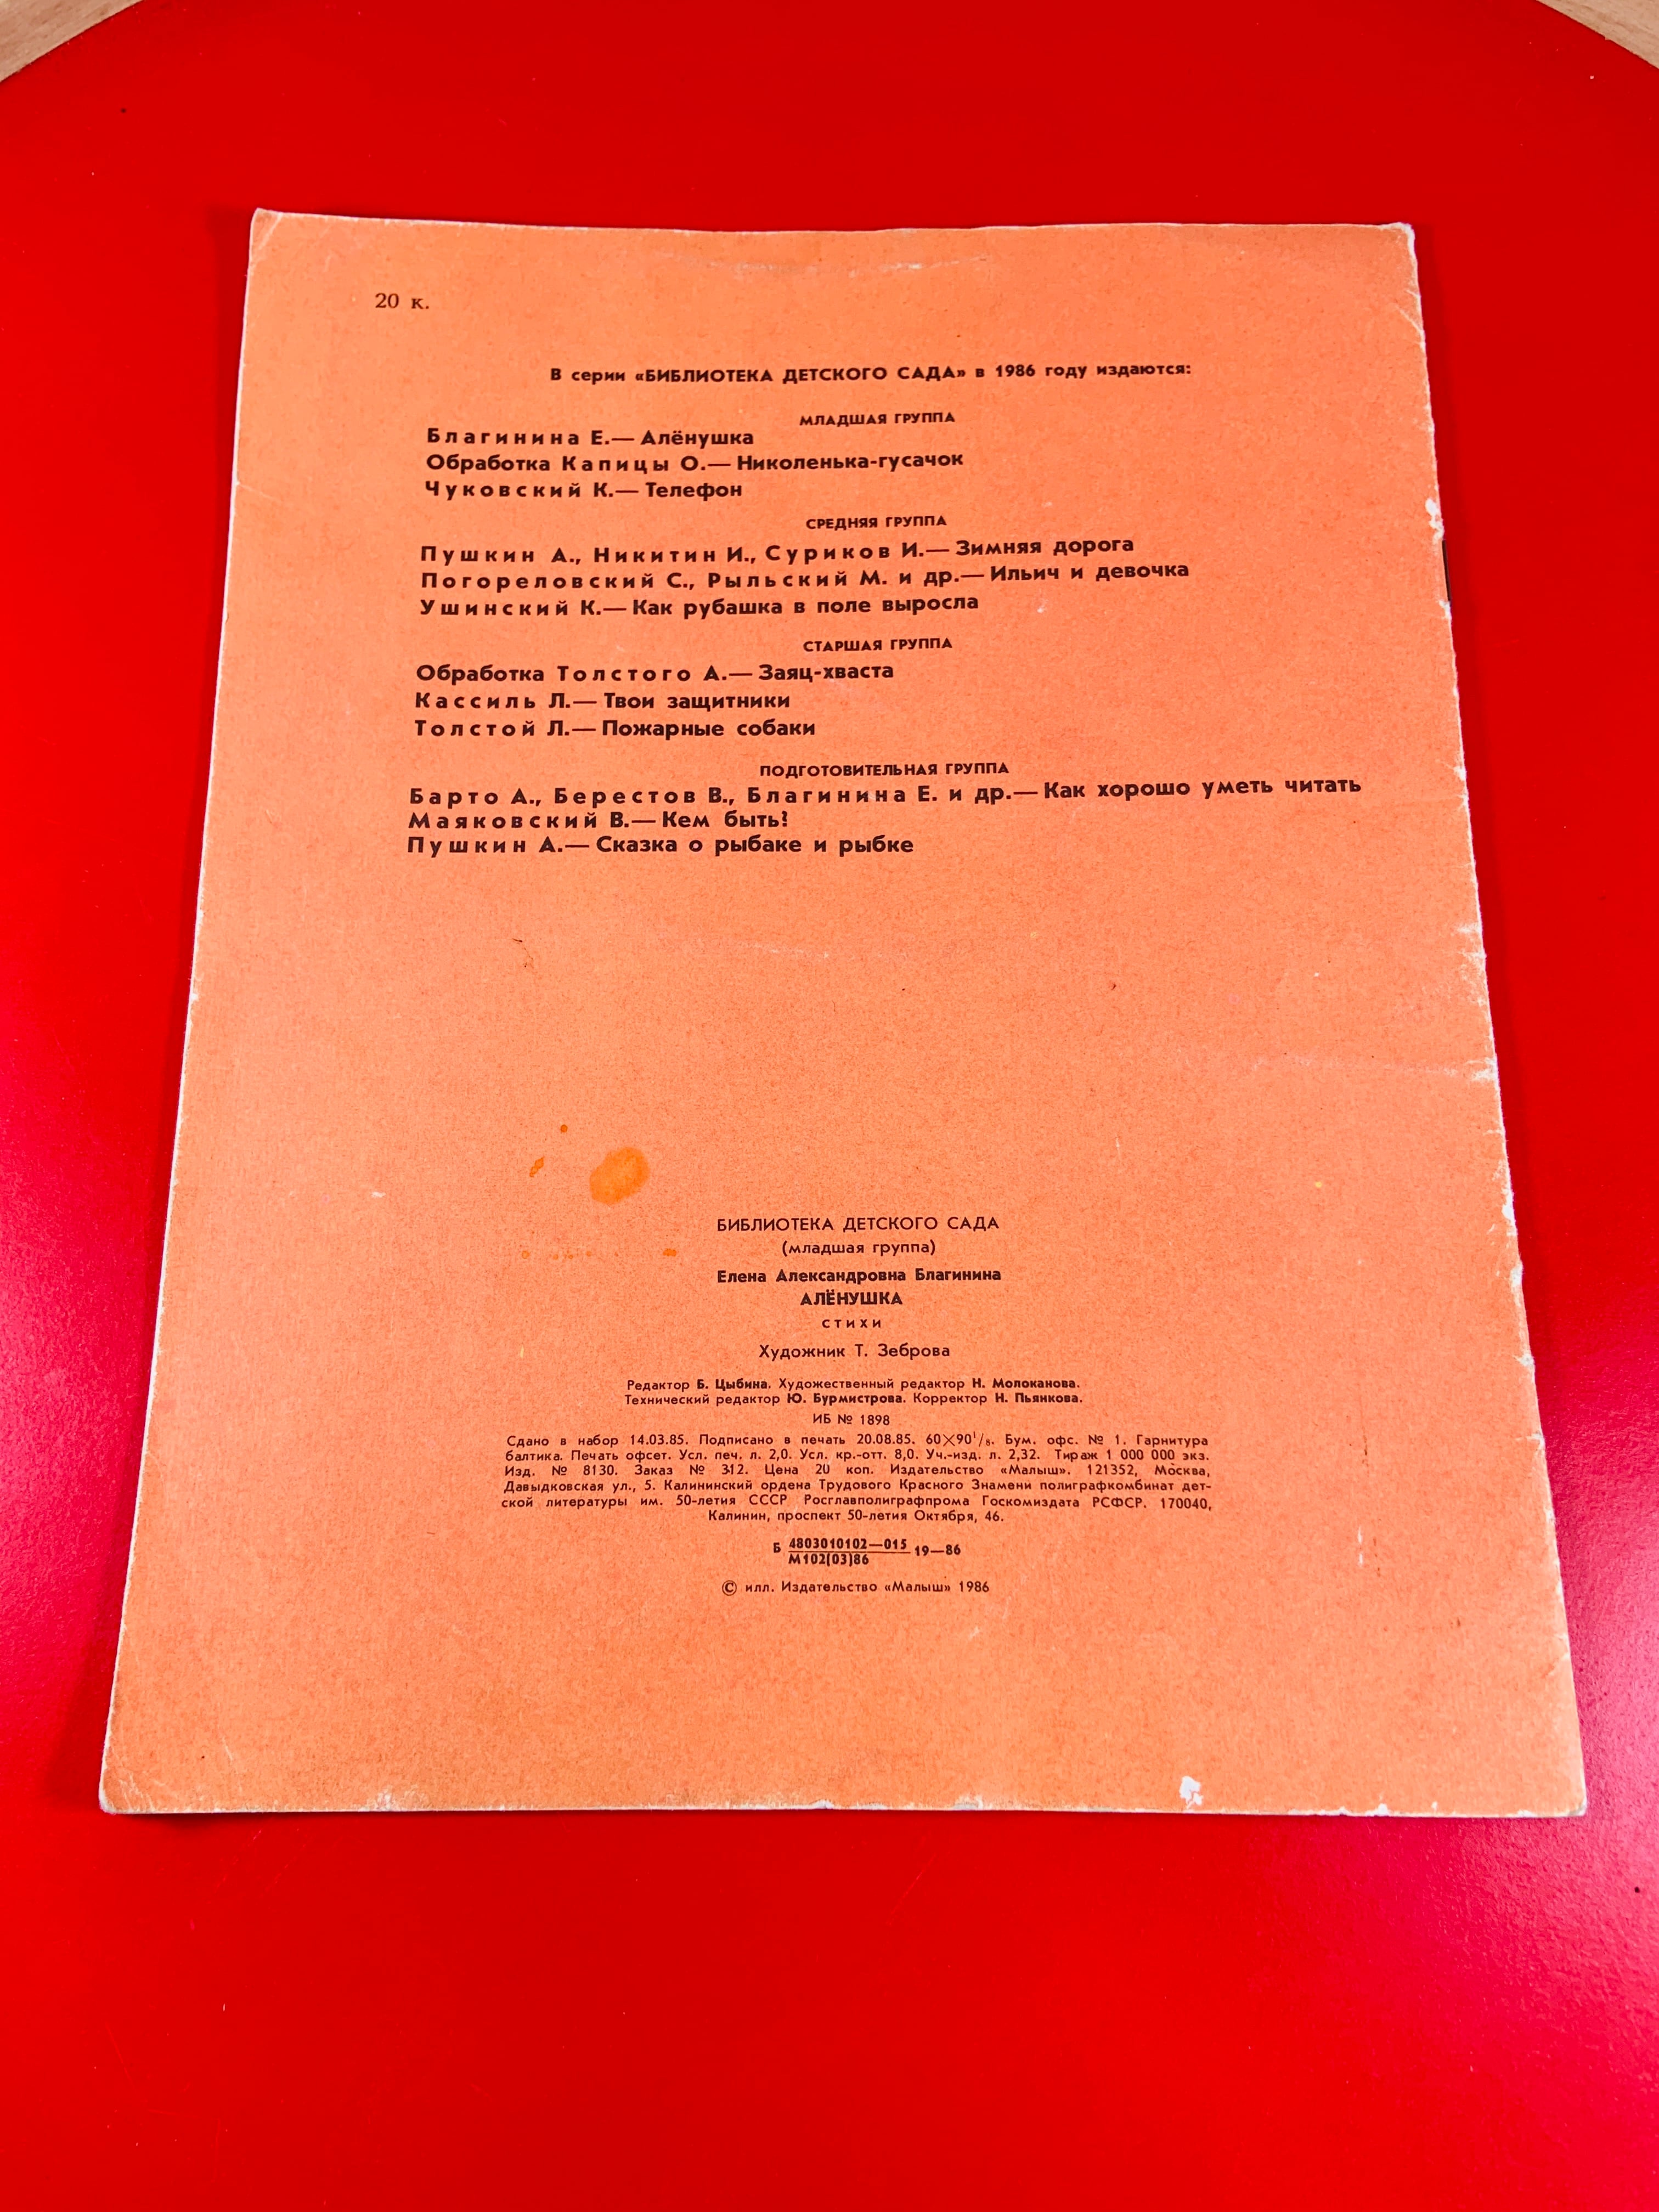 20 к.
В серии «БИБЛИОТЕКА ДЕТСКОГО САДА» в 1986 году издаются:
МЛАДШАЯ ГРУППА
Благинина Е.— Алёнушка
Обработка Капицы О.— Николенька-гусачок
Чуковский К.— Телефон
СРЕДНЯЯ ГРУППА
Пушкин А., Никитин И., Суриков И.— Зимняя дорога
Погореловский С., Рыльский М. и др.— Ильич и девочка
Ушинский К.— Как рубашка в поле выросла
СТАРШАЯ ГРУППА
Обработка Толстого А.— Заяц-хваста
Кассиль Л.— Твои защитники
Толстой Л.— Пожарные собаки
ПОДГОТОВИТЕЛЬНАЯ ГРУППА
Барто А., Берестов В., Благинина Е. и др.— Как хорошо уметь читать
Маяковский В.— Кем быть?
Пушкин А.— Сказка о рыбаке и рыбке
БИБЛИОТЕКА ДЕТСКОГО САДА
(младшая группа)
Елена Александровна Благинина
АЛЁНУШКА
стихи
Художник Т. Зеброва
Редактор Б. Цыбина. Художественный редактор Н. Молоканова.
Технический редактор Ю. Бурмистрова. Корректор Н. Пьянкова.
ИБ № 1898
Сдано в набор 14.03.85. Подписано в печать 20.08.85. 60×90¹/₈. Бум. офс. № 1. Гарнитура
балтика. Печать офсет. Усл. печ. л. 2,0. Усл. кр.-отт. 8,0. Уч.-изд. л. 2,32. Тираж 1 000 000 экз.
Изд. № 8130. Заказ № 312. Цена 20 коп. Издательство «Малыш». 121352, Москва,
Давыдковская ул., 5. Калининский ордена Трудового Красного Знамени полиграфкомбинат дет-
ской литературы им. 50-летия СССР Росглавполиграфпрома Госкомиздата РСФСР. 170040,
Калинин, проспект 50-летия Октября, 46.
Б 4803010102—015 19—86
М102(03)86
© илл. Издательство «Малыш» 1986